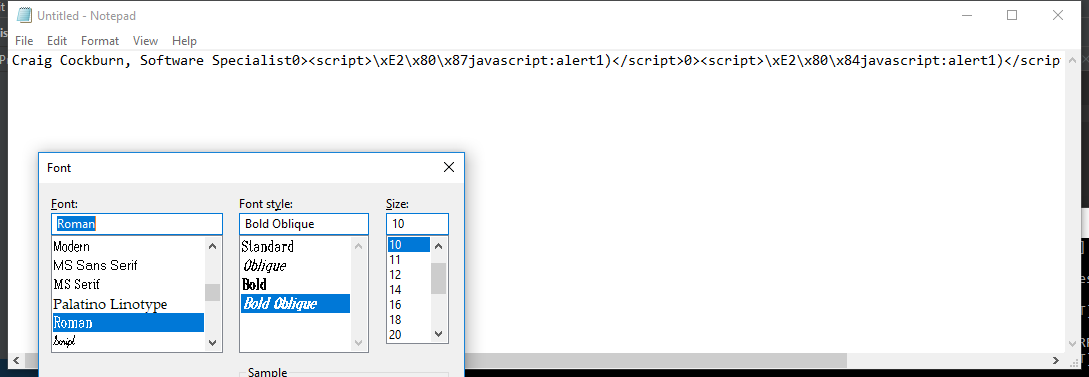 Untitled - Notepad
File Edit Format View Help
Craig Cockburn, Software Specialist0><script>\xE2\x80\x87javascript:alert1)</script>0><script>\xE2\x80\x84javascript:alert1)</script
Font
Font: Font style: Size:
Roman Bold Oblique 10
Modern Standard 10
MS Sans Serif Oblique 11
MS Serif Bold 12
Palatino Linotype Bold Oblique 14
Roman 16
Script 18
20
Sample